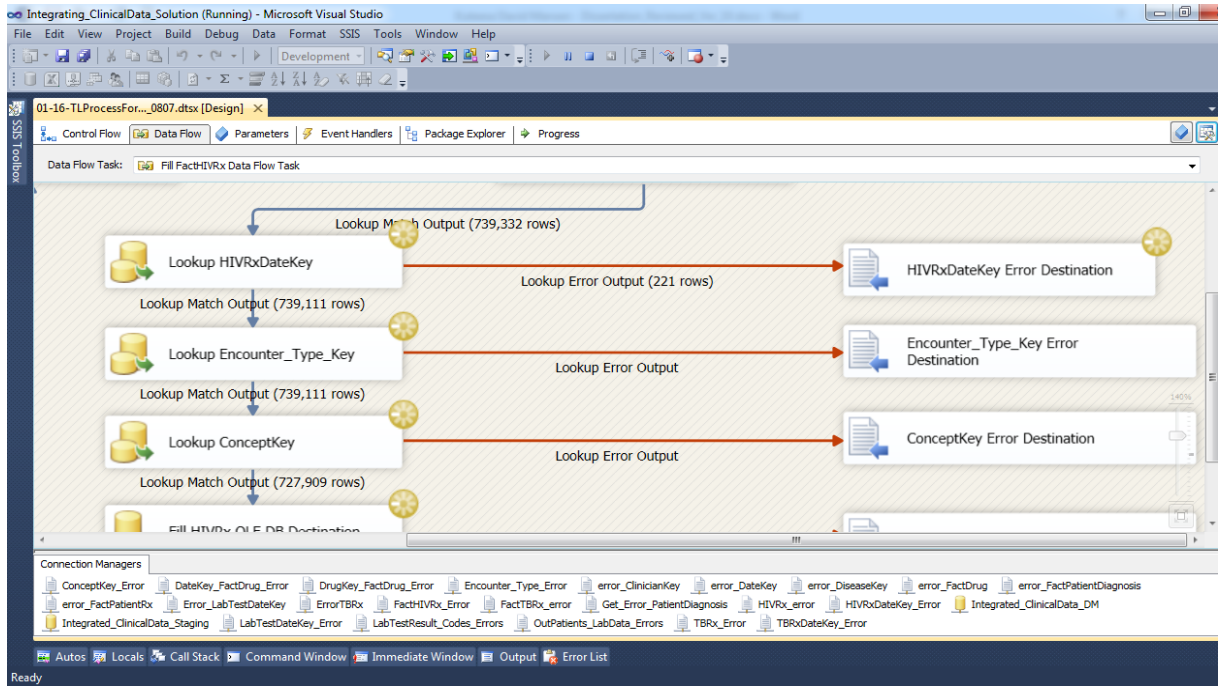 Integrating_ClinicalData_Solution (Running) - Microsoft Visual Studio
File Edit View Project Build Debug Data Format SSIS Tools Window Help
Development
01-16-TLProcessFor..._0807.dtsx [Design]
SSIS Toolbox
Control Flow Data Flow Parameters Event Handlers Package Explorer Progress
Data Flow Task: Fill FactHIVRx Data Flow Task
Lookup Match Output (739,332 rows)
Lookup HIVRxDateKey
HIVRxDateKey Error Destination
Lookup Error Output (221 rows)
Lookup Match Output (739,111 rows)
Lookup Encounter_Type_Key
Encounter_Type_Key Error
Destination
Lookup Error Output
Lookup Match Output (739,111 rows)
140%
Lookup ConceptKey
ConceptKey Error Destination
Lookup Error Output
Lookup Match Output (727,909 rows)
Fill HIVRx OLE DB Destination
Connection Managers
ConceptKey_Error DateKey_FactDrug_Error DrugKey_FactDrug_Error Encounter_Type_Error error_ClinicianKey error_DateKey error_DiseaseKey error_FactDrug error_FactPatientDiagnosis
error_FactPatientRx Error_LabTestDateKey ErrorTBRx FactHIVRx_Error FactTBRx_error Get_Error_PatientDiagnosis HIVRx_error HIVRxDateKey_Error Integrated_ClinicalData_DM
Integrated_ClinicalData_Staging LabTestDateKey_Error LabTestResult_Codes_Errors OutPatients_LabData_Errors TBRx_Error TBRxDateKey_Error
Autos Locals Call Stack Command Window Immediate Window Output Error List
Ready